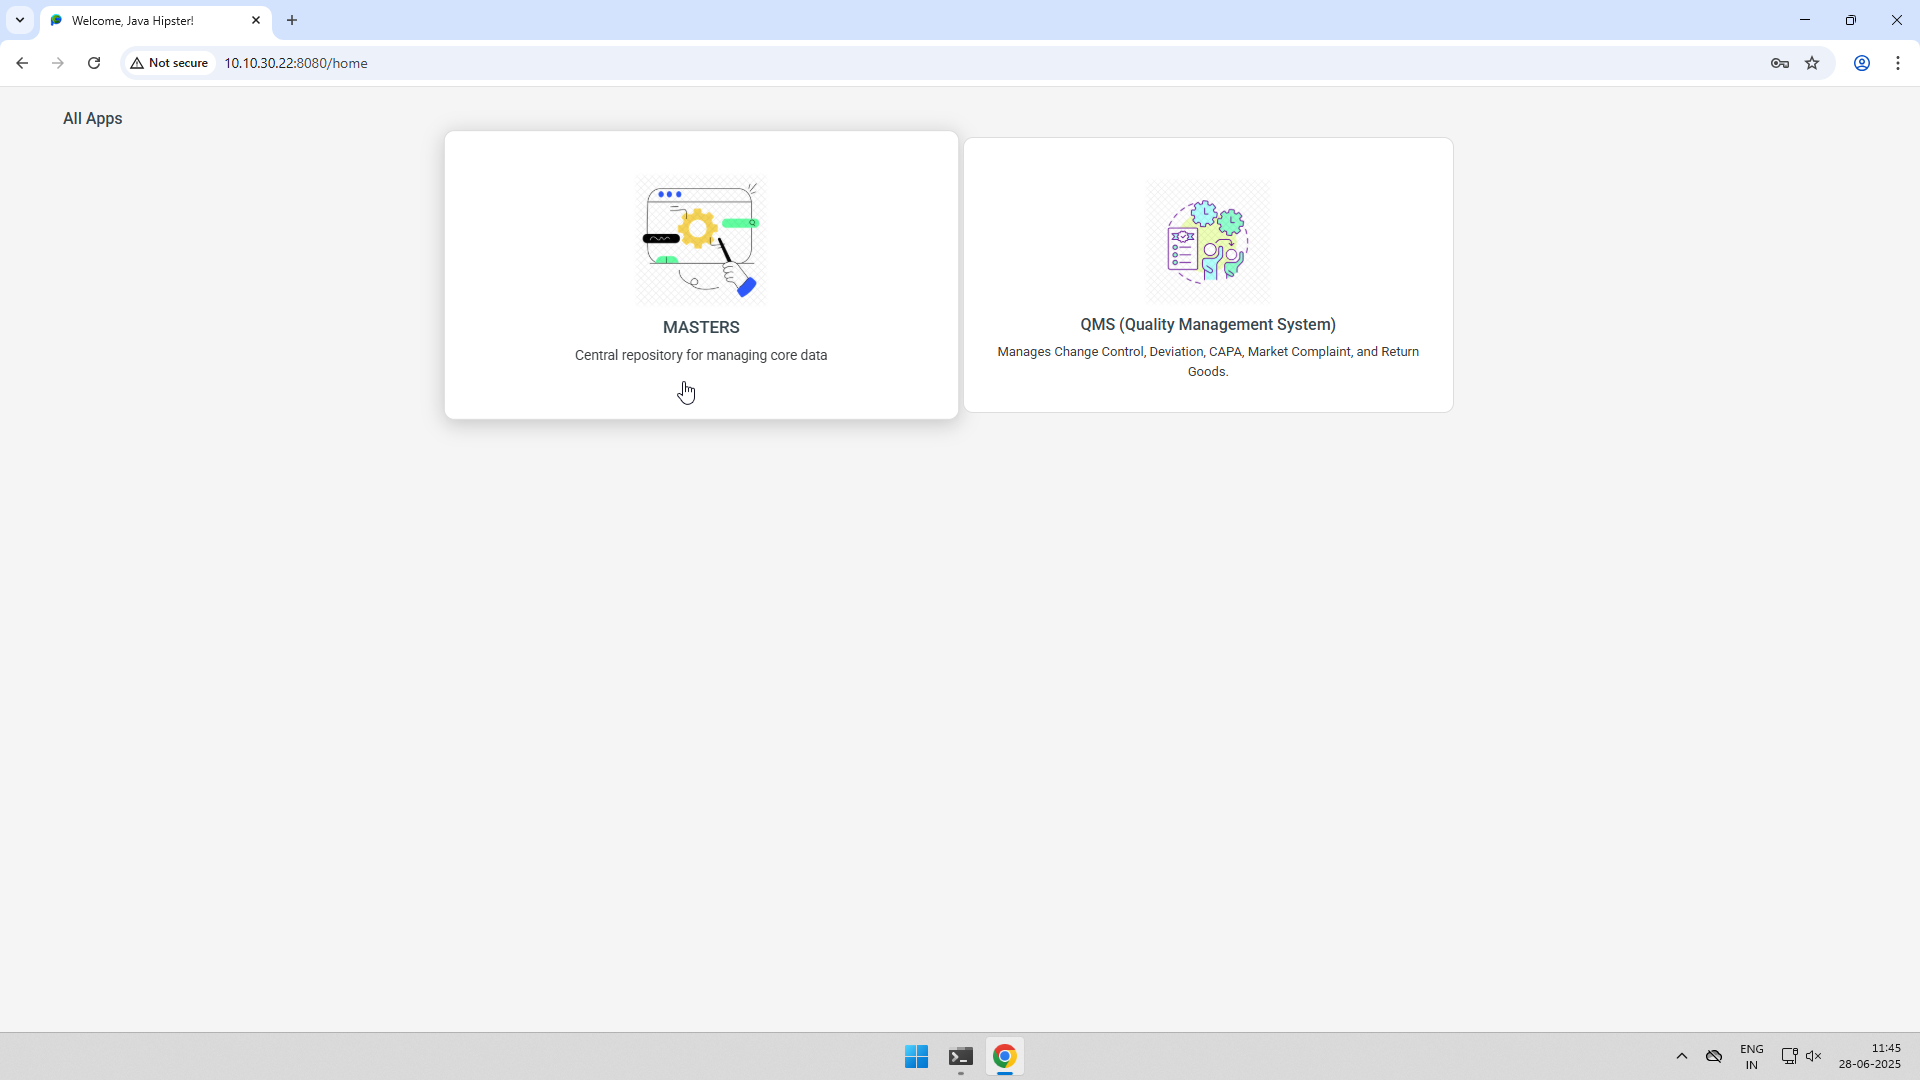 Welcome, Java Hipster!
Not secure
10.10.30.22:8080/home
All Apps
MASTERS
Central repository for managing core data
QMS (Quality Management System)
Manages Change Control, Deviation, CAPA, Market Complaint, and Return
Goods.
ENG
IN
11:45
28-06-2025